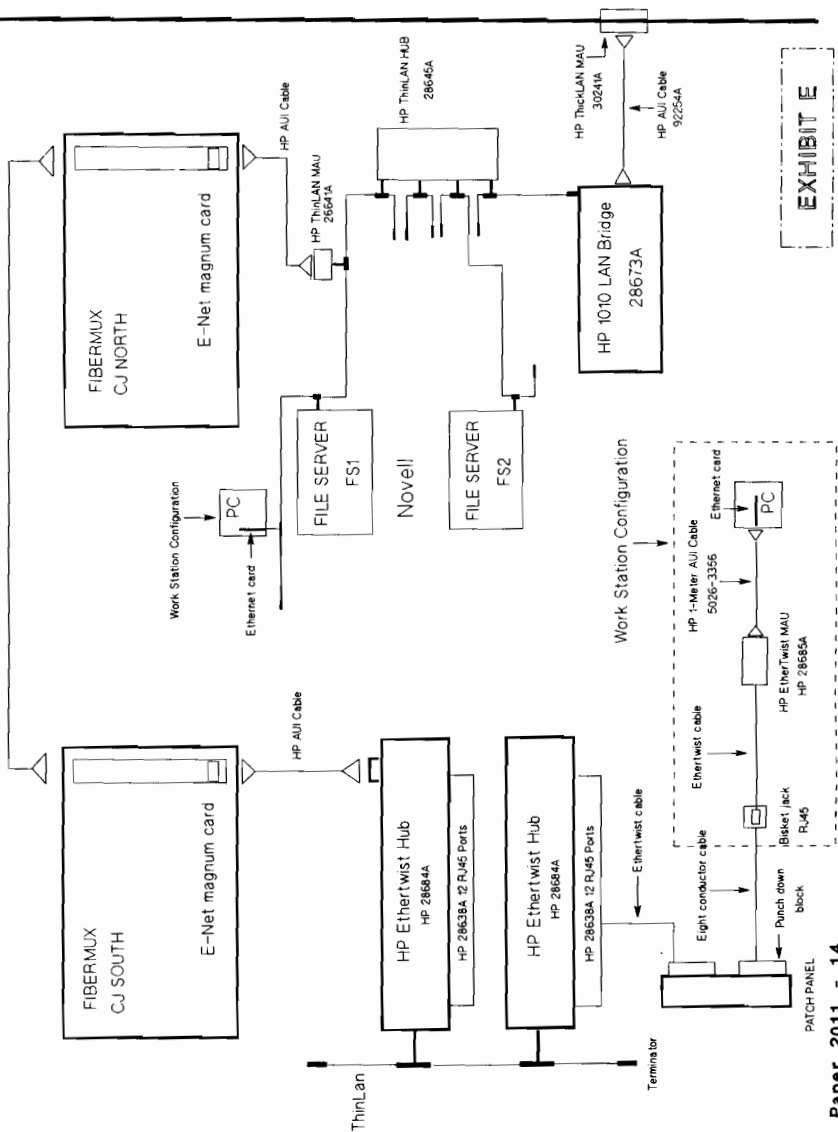 FIBERMUX
CJ SOUTH
E-Net magnum card
HP AUI Cable
HP Ethertwist Hub
HP 28684A
HP 28638A 12 RJ45 Ports
ThinLan
HP Ethertwist Hub
HP 28684A
HP 28638A 12 RJ45 Ports
Terminator
Ethertwist cable
PATCH PANEL
Punch down
block
Eight conductor cable
FIBERMUX
CJ NORTH
E-Net magnum card
HP AUI Cable
HP ThinLAN MAU
28641A
HP ThinLAN HUB
28645A
Work Station Configuration
PC
Ethernet card
FILE SERVER
FS1
Novell
FILE SERVER
FS2
HP ThickLAN MAU
30241A
HP AUI Cable
92254A
HP 1010 LAN Bridge
28673A
Work Station Configuration
Bisket jack
RJ45
Ethertwist cable
HP EtherTwist MAU
HP 28685A
HP 1-Meter AUI Cable
5026-3356
Ethernet card
PC
EXHIBIT E
Paper 2011 - 14